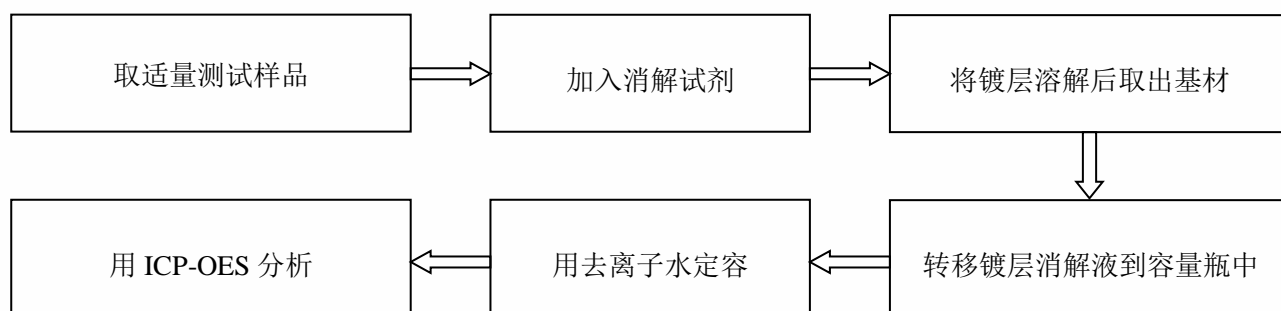 取适量测试样品
加入消解试剂
将镀层溶解后取出基材
转移镀层消解液到容量瓶中
用去离子水定容
用 ICP-OES 分析